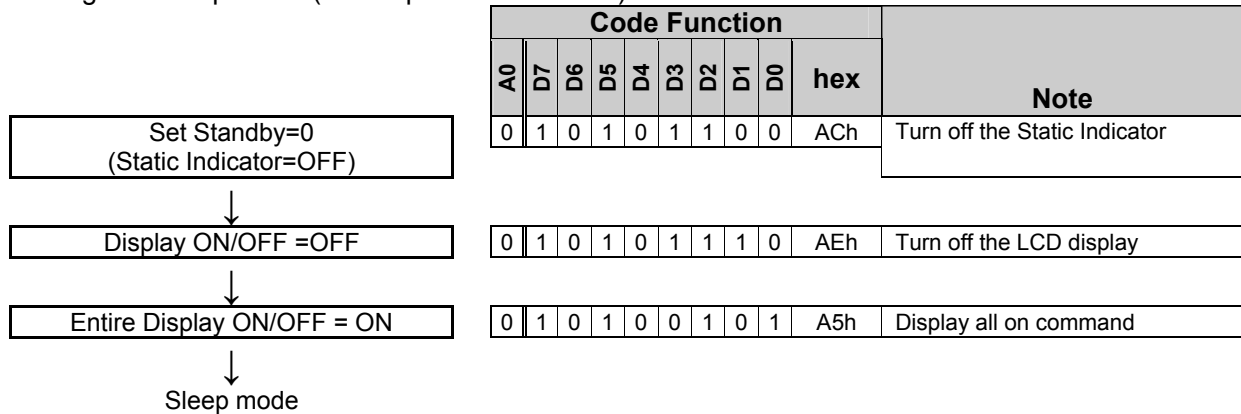 Code Function
A0 D7 D6 D5 D4 D3 D2 D1 D0 hex Note
Set Standby=0 0 1 0 1 0 1 1 0 0 ACh Turn off the Static Indicator
(Static Indicator=OFF)
↓
Display ON/OFF =OFF 0 1 0 1 0 1 1 1 0 AEh Turn off the LCD display
↓
Entire Display ON/OFF = ON 0 1 0 1 0 0 1 0 1 A5h Display all on command
↓
Sleep mode